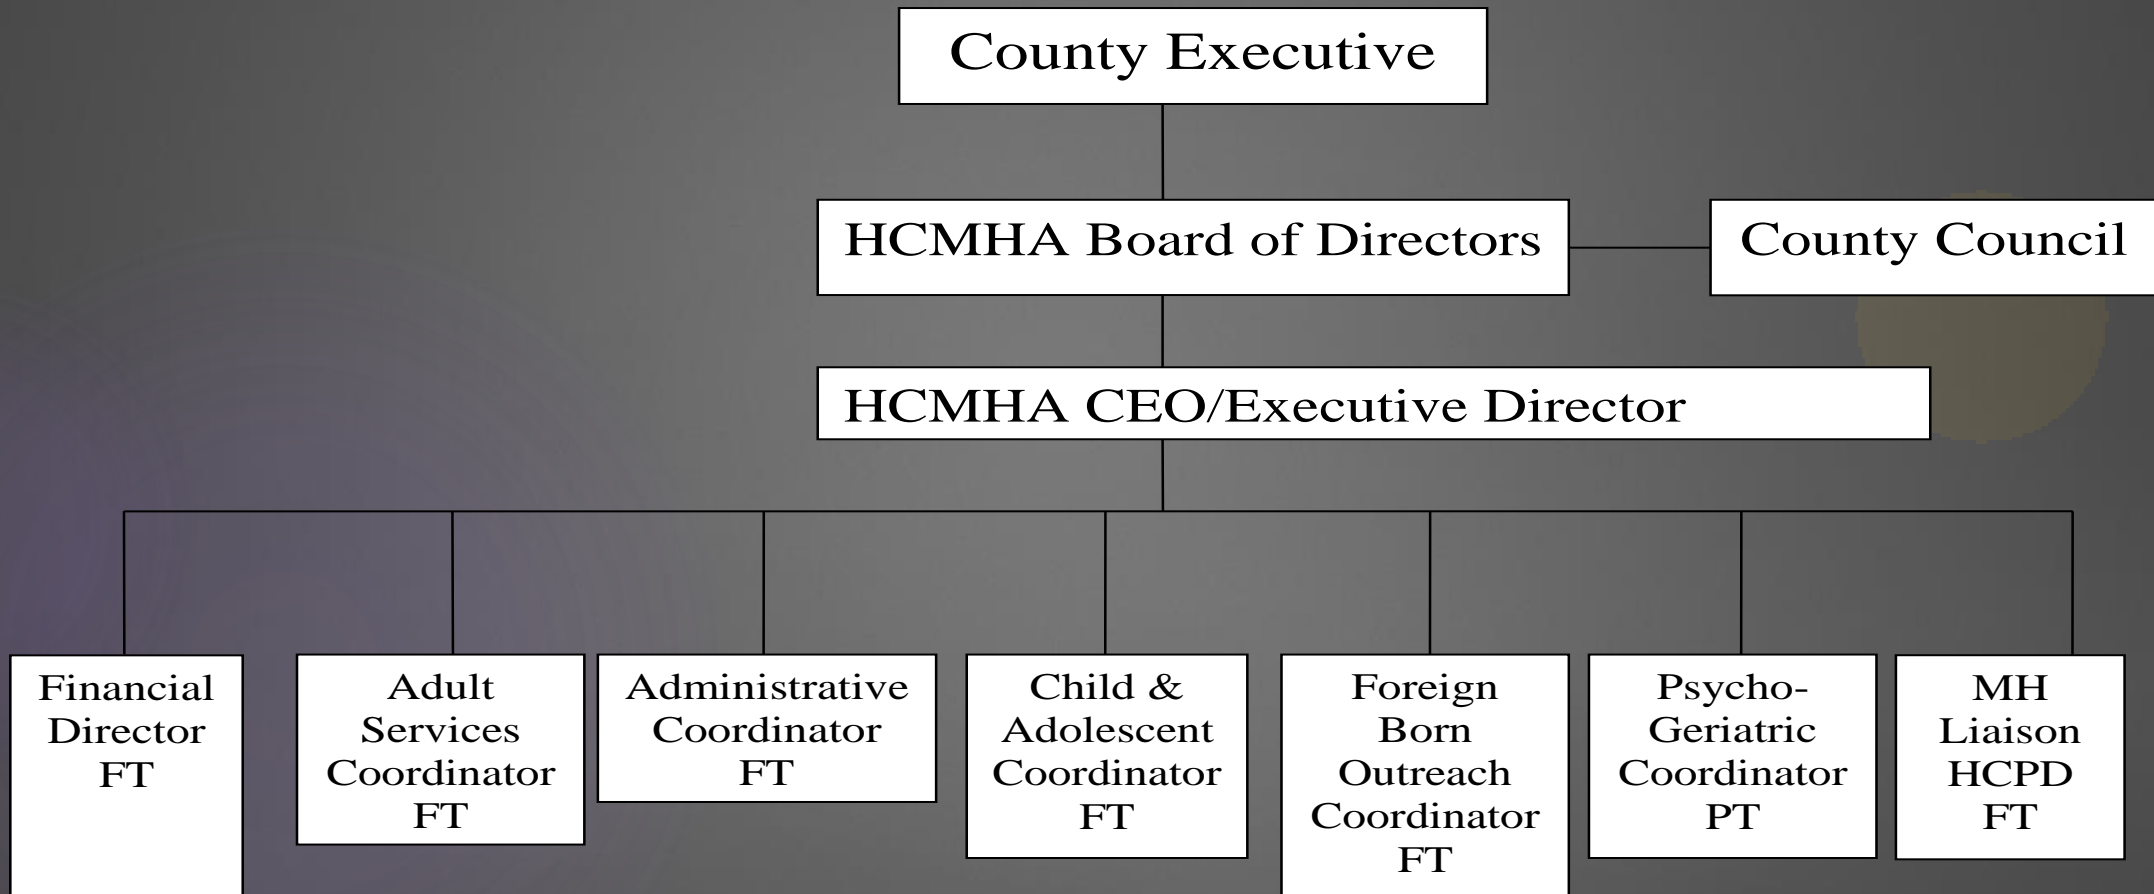 County Executive
HCMHA Board of Directors
County Council
HCMHA CEO/Executive Director
Financial
Director
FT
Adult
Services
Coordinator
FT
Administrative
Coordinator
FT
Child &
Adolescent
Coordinator
FT
Foreign
Born
Outreach
Coordinator
FT
Psycho-
Geriatric
Coordinator
PT
MH
Liaison
HCPD
FT